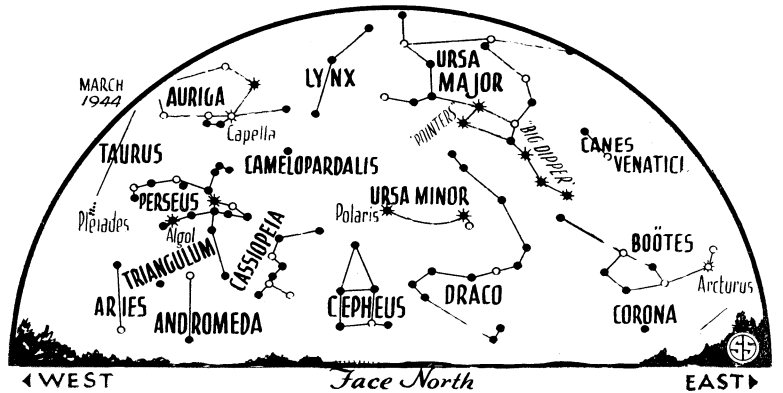 MARCH
1944
AURIGA
Capella
LYNX
URSA
MAJOR
"POINTERS"
"BIG DIPPER"
CANES
VENATICI
TAURUS
CAMELOPARDALIS
PERSEUS
Pleiades
Algol
Polaris
URSA MINOR
CASSIOPEIA
TRIANGULUM
BOÖTES
Arcturus
ARIES
ANDROMEDA
CEPHEUS
DRACO
CORONA
WEST
Face North
EAST